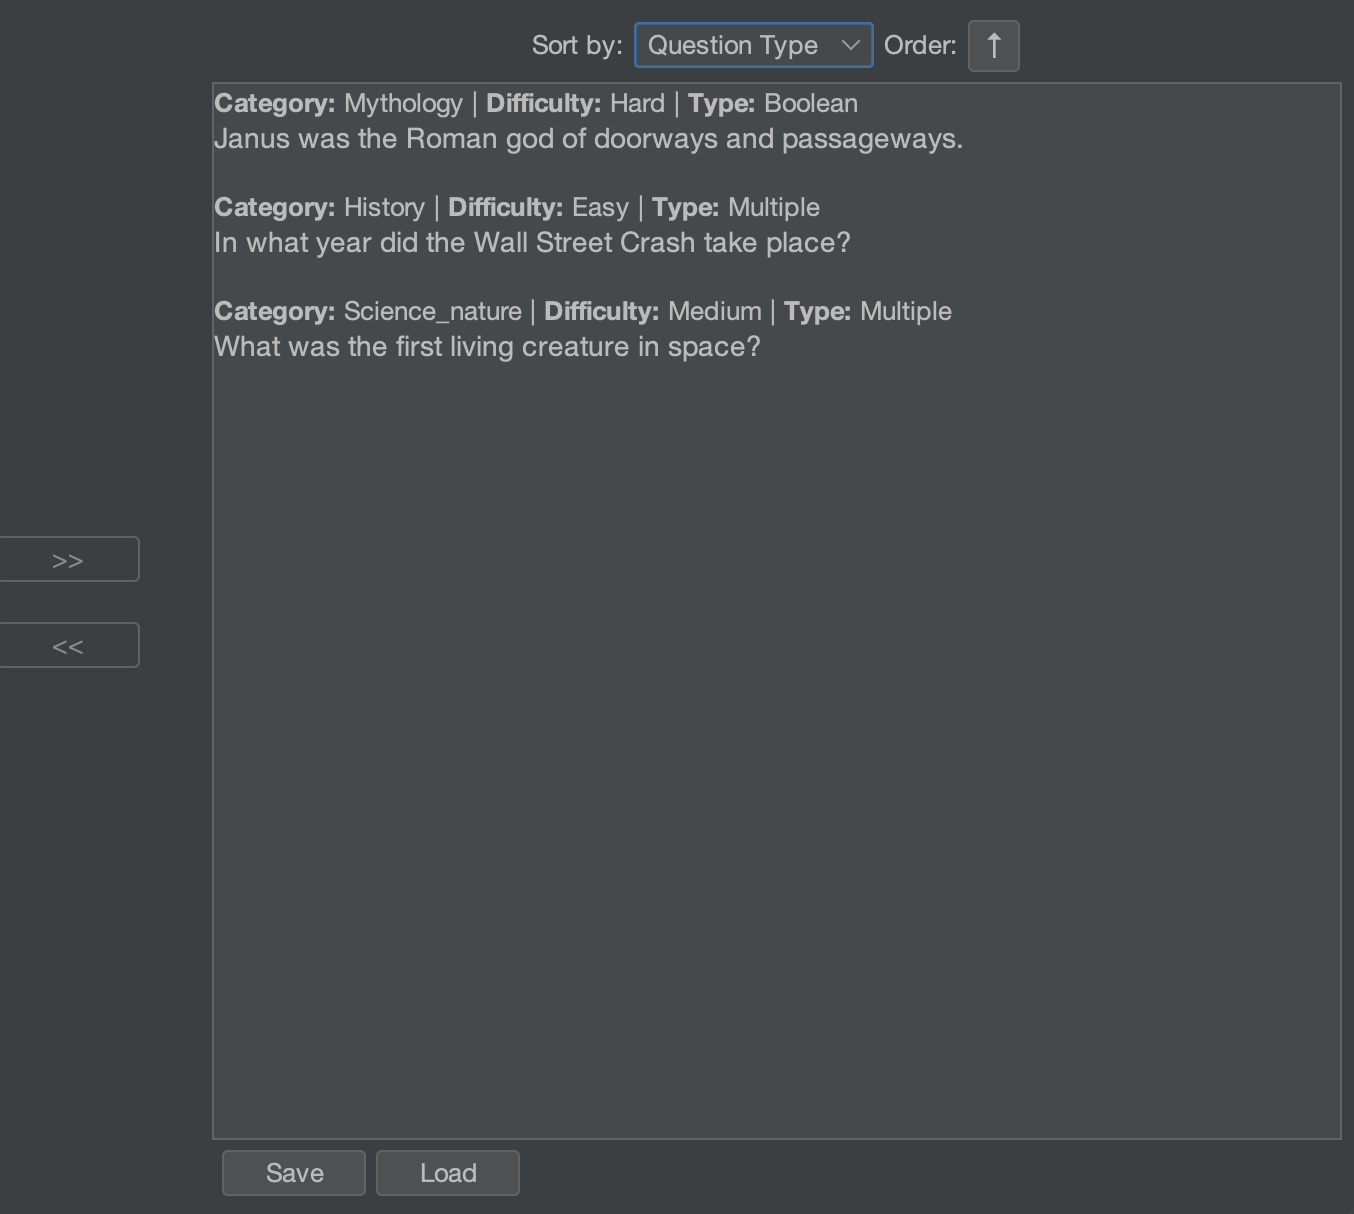 Sort by: Question Type Order: ↑
Category: Mythology | Difficulty: Hard | Type: Boolean
Janus was the Roman god of doorways and passageways.
Category: History | Difficulty: Easy | Type: Multiple
In what year did the Wall Street Crash take place?
Category: Science_nature | Difficulty: Medium | Type: Multiple
What was the first living creature in space?
>>
<<
Save Load